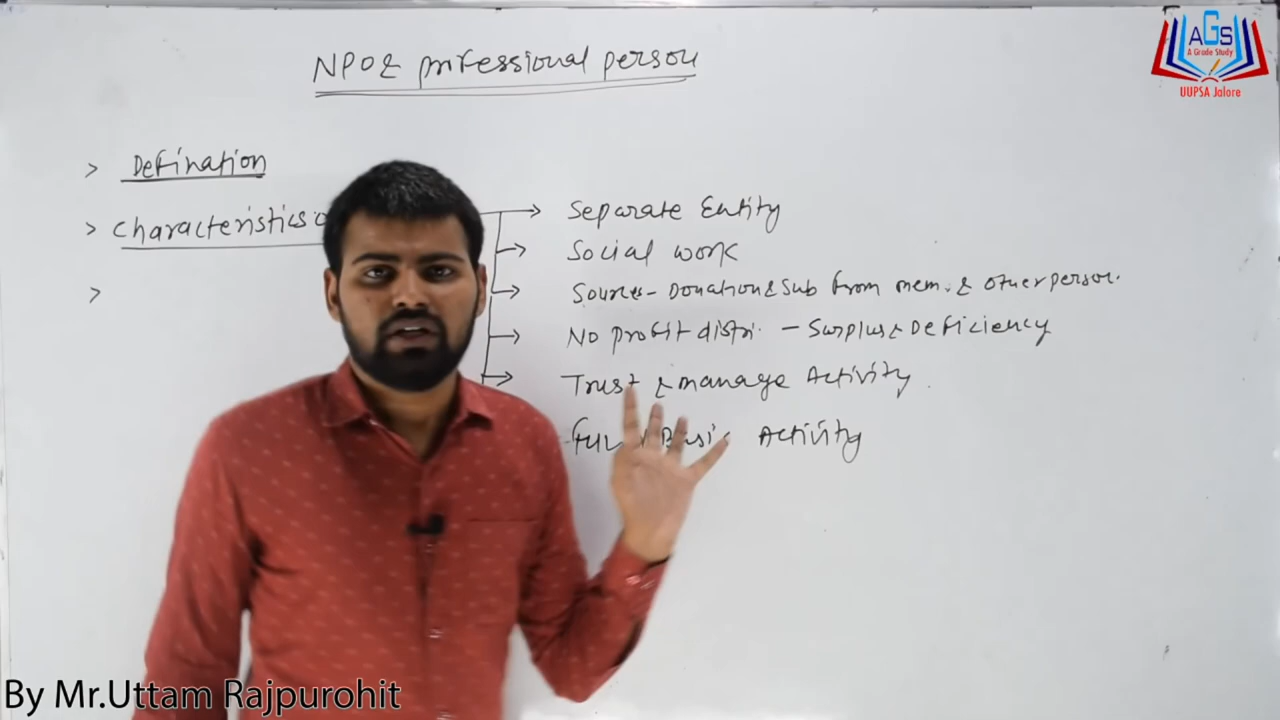 NPO & professional person
AGS
A Grade Study
UUPSA Jalore
> Defination
> Characteristics
→ Separate Entity
→ Social work
→ Sources - Donation & Sub from mem. & other person.
→ No profit distri. - Surplus & Deficiency
→ Trust & manage Activity.
Activity
>
By Mr.Uttam Rajpurohit